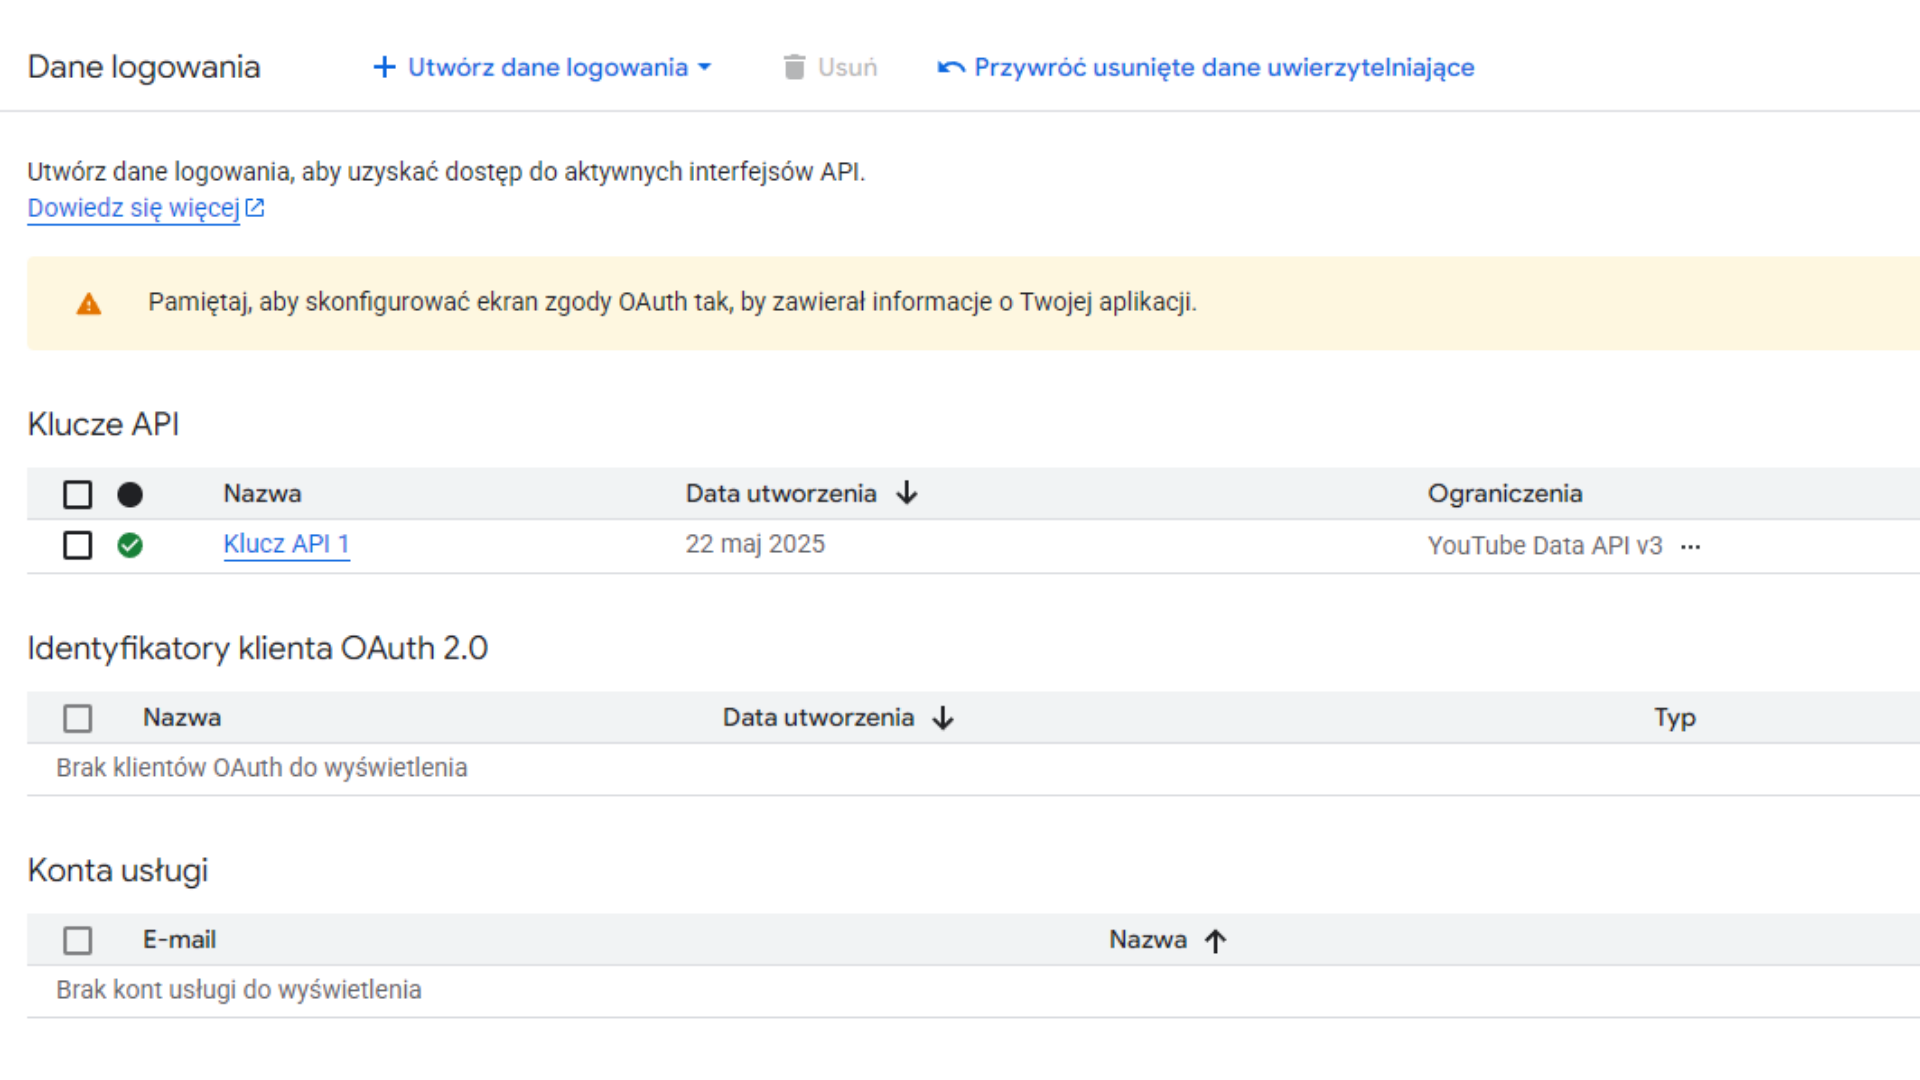 Dane logowania
Utwórz dane logowania
Usuń
Przywróć usunięte dane uwierzytelniające
Utwórz dane logowania, aby uzyskać dostęp do aktywnych interfejsów API.
Dowiedz się więcej
Pamiętaj, aby skonfigurować ekran zgody OAuth tak, by zawierał informacje o Twojej aplikacji.
Klucze API
Nazwa Data utworzenia Ograniczenia
Klucz API 1 22 maj 2025 YouTube Data API v3 ...
Identyfikatory klienta OAuth 2.0
Nazwa Data utworzenia Typ
Brak klientów OAuth do wyświetlenia
Konta usługi
E-mail Nazwa
Brak kont usługi do wyświetlenia